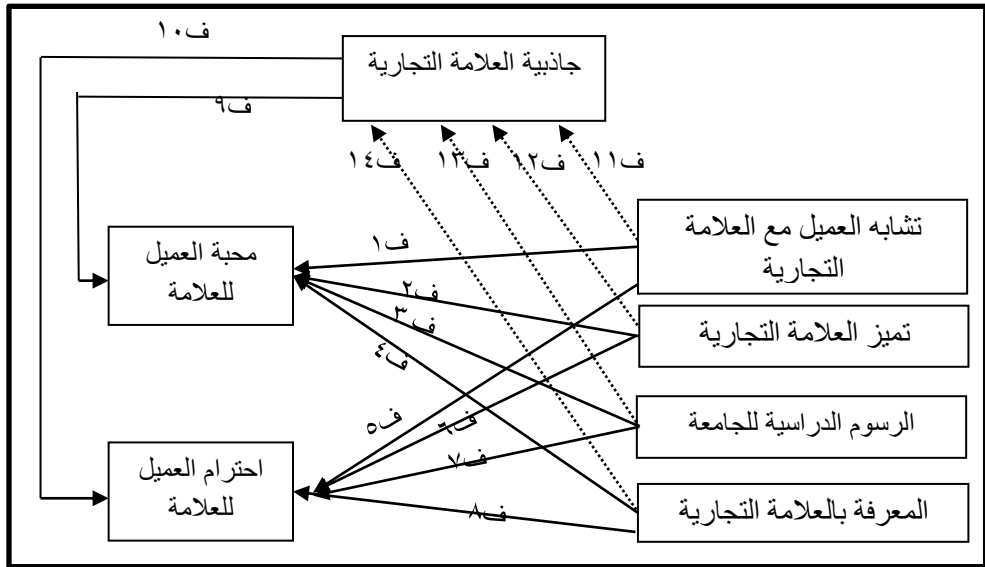 ف١٠
جاذبية العلامة التجارية
ف٩
ف١١
ف١٢
ف١٣
ف١٤
تشابه العميل مع العلامة
التجارية
ف١
محبة العميل
للعلامة
ف٢
تميز العلامة التجارية
ف٣
ف٤
الرسوم الدراسية للجامعة
ف٥
ف٦
ف٧
احترام العميل
للعلامة
المعرفة بالعلامة التجارية
ف٨